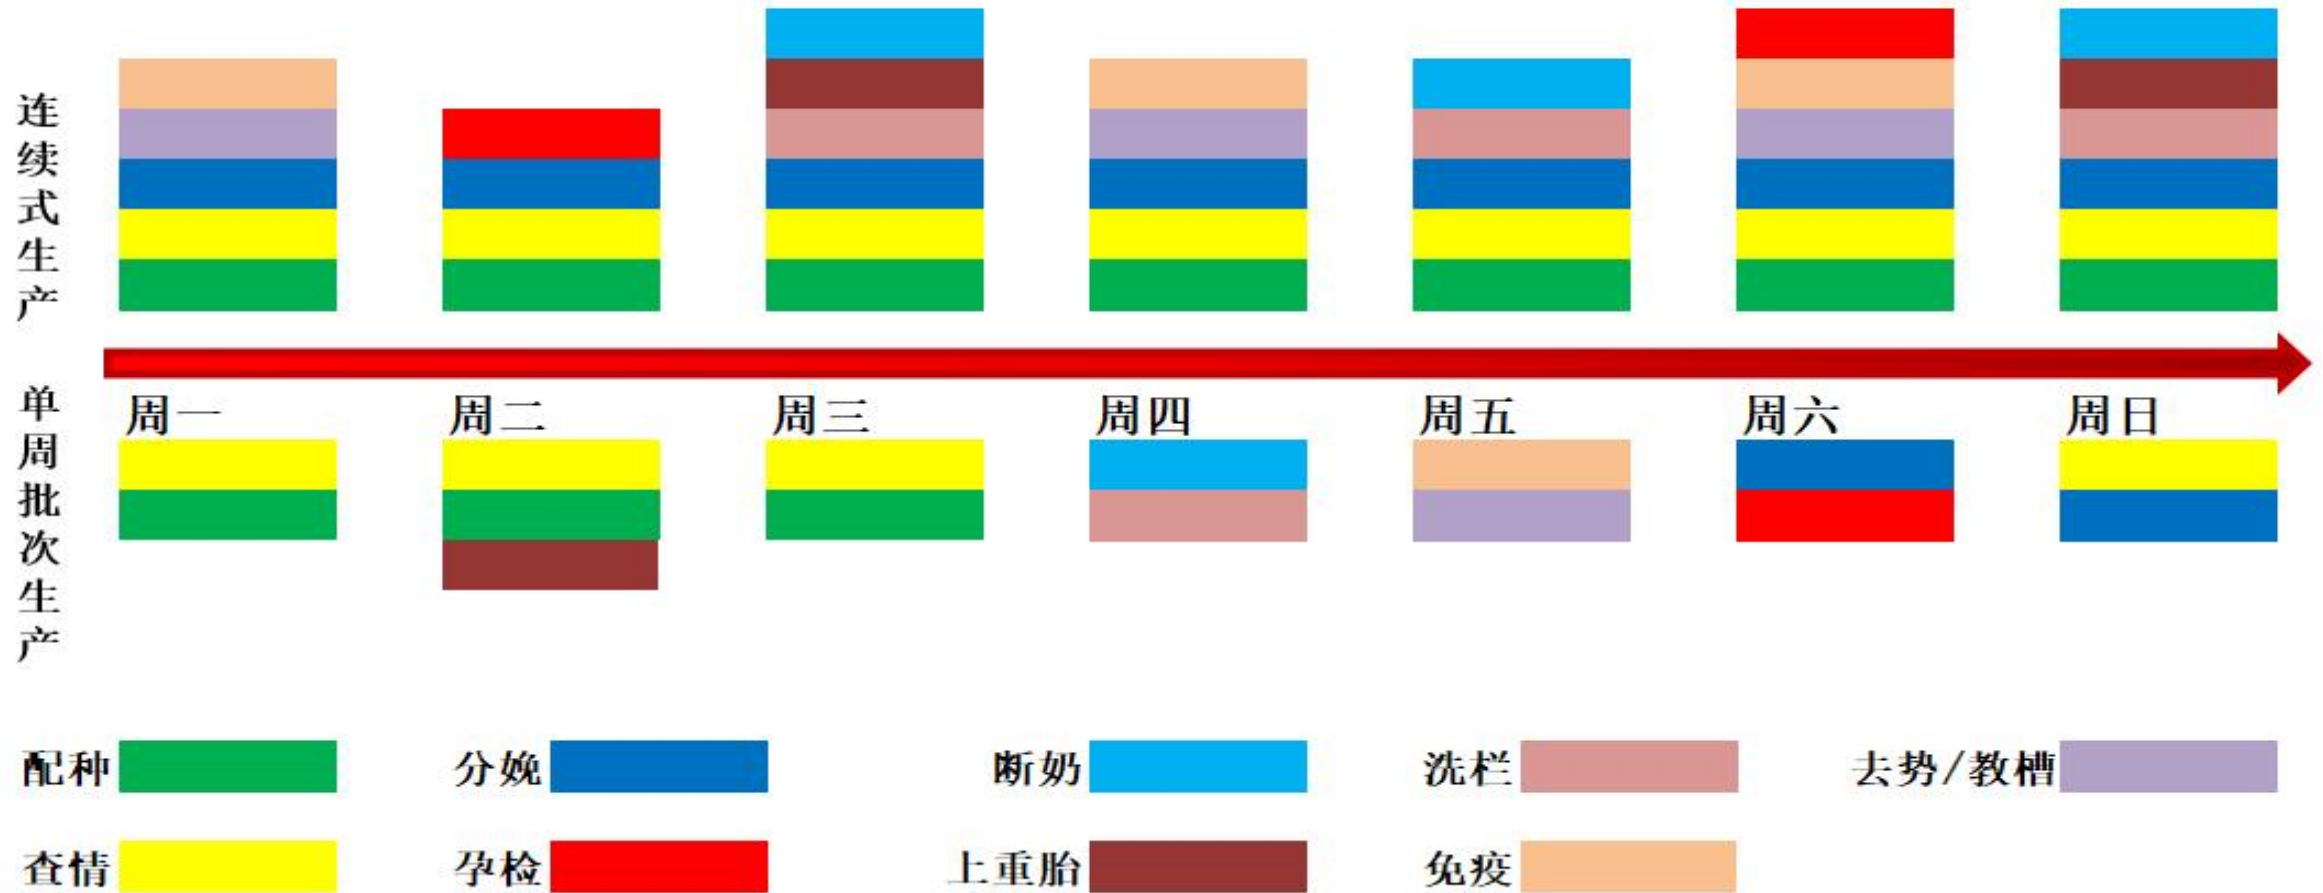 连续式生产
周一 周二 周三 周四 周五 周六 周日
单周批次生产
配种 分娩 断奶 洗栏 去势/教槽
查情 孕检 上重胎 免疫